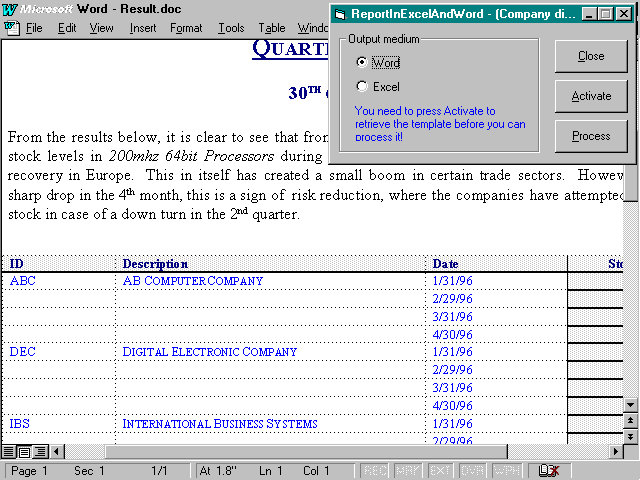 Microsoft Word - Result.doc
File Edit View Insert Format Tools Table
ReportInExcelAndWord - (Company di...
Output medium
Word
Excel
You need to press Activate to
retrieve the template before you can
process it!
Close
Activate
Process
30TH
From the results below, it is clear to see that from
stock levels in 200mhz 64bit Processors during
recovery in Europe. This in itself has created a small boom in certain trade sectors. Howev
sharp drop in the 4th month, this is a sign of risk reduction, where the companies have attempted
stock in case of a down turn in the 2nd quarter.
ID Description Date
ABC AB COMPUTER COMPANY 1/31/96
2/29/96
3/31/96
4/30/96
DEC DIGITAL ELECTRONIC COMPANY 1/31/96
2/29/96
3/31/96
4/30/96
IBS INTERNATIONAL BUSINESS SYSTEMS 1/31/96
2/29/96
Page 1 Sec 1 1/1 At 1.8" Ln 1 Col 1 REC MRK EXT OVR WPH